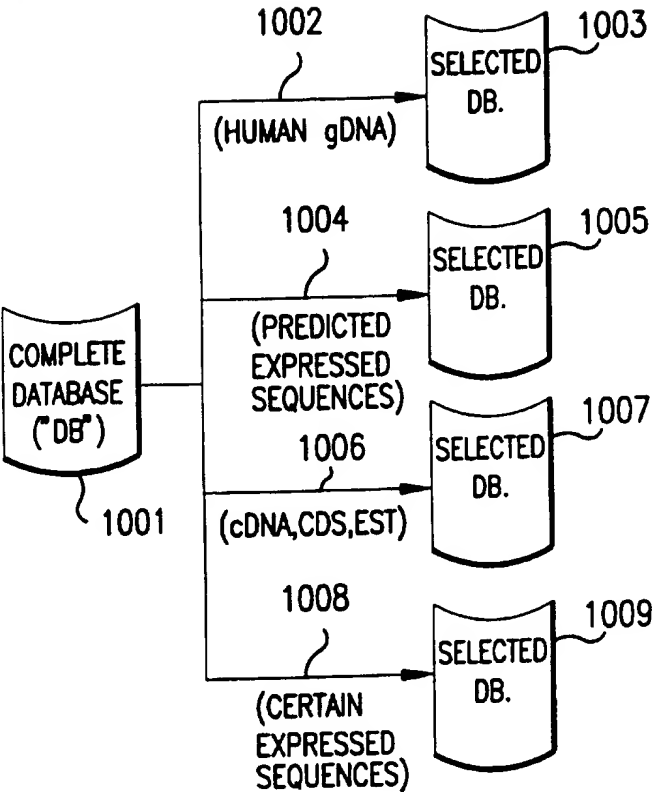 1002
1003
SELECTED
DB.
(HUMAN gDNA)
1004
1005
SELECTED
DB.
(PREDICTED
EXPRESSED
SEQUENCES)
COMPLETE
DATABASE
("DB")
1001
1006
1007
SELECTED
DB.
(cDNA,CDS,EST)
1008
1009
SELECTED
DB.
(CERTAIN
EXPRESSED
SEQUENCES)